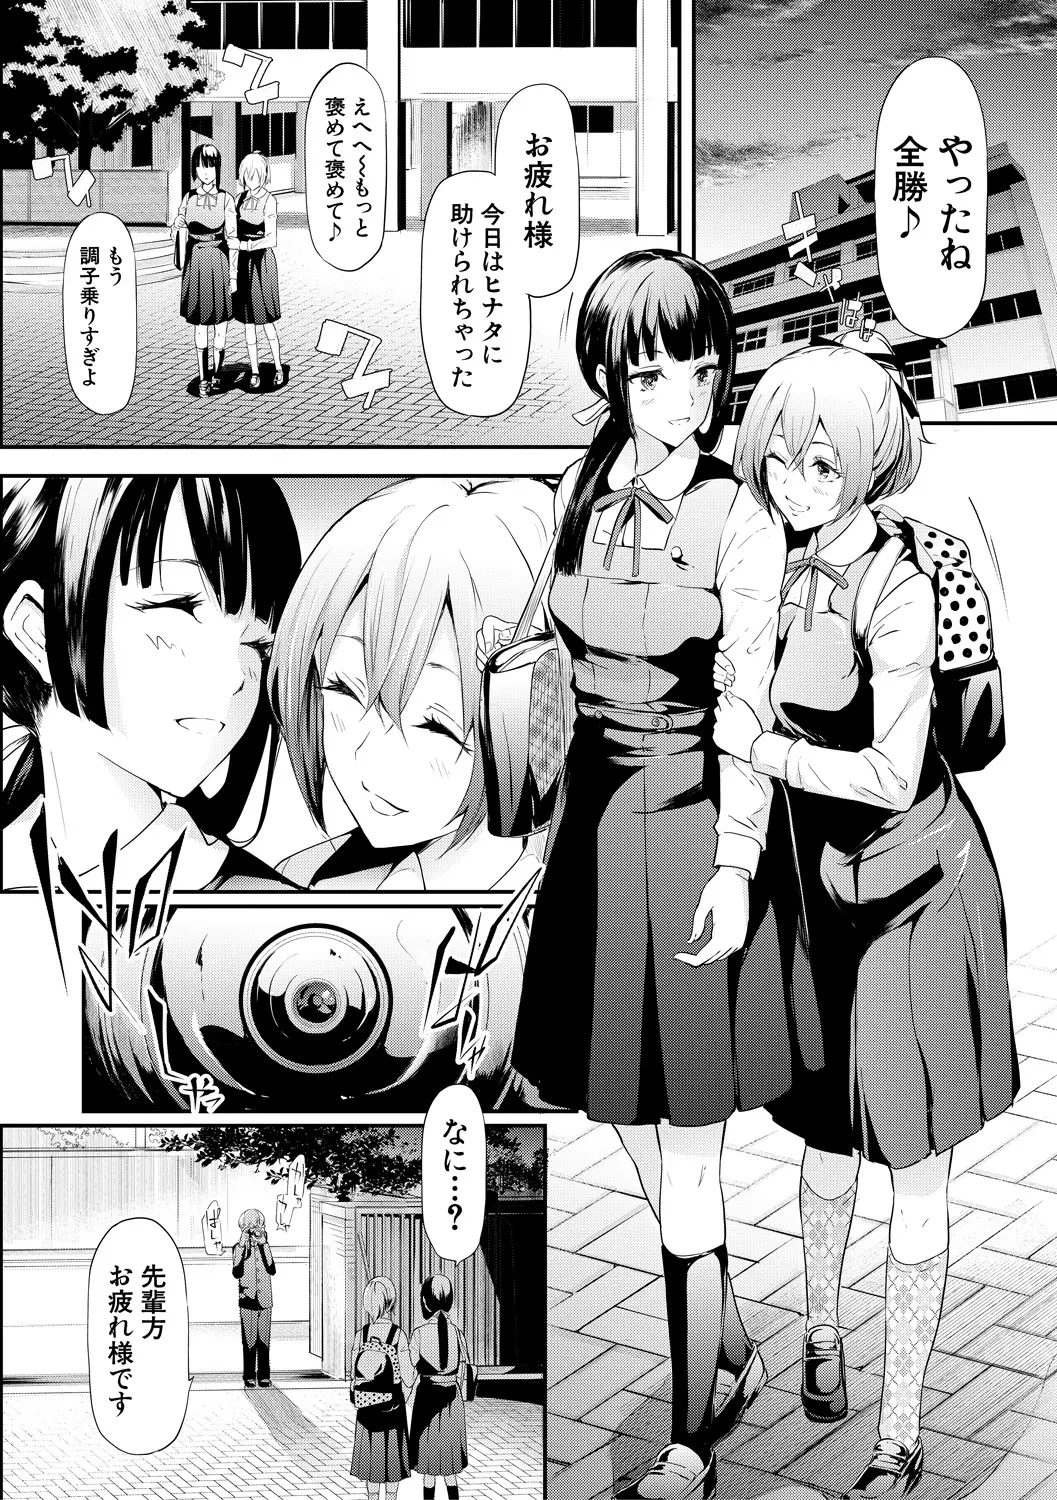 やったね
全勝♪
お疲れ様
今日はヒナタに
助けられちゃった
えへへ〜もっと
褒めて褒めて♪
もう
調子乗りすぎよ
なに…？
先輩方
お疲れ様です